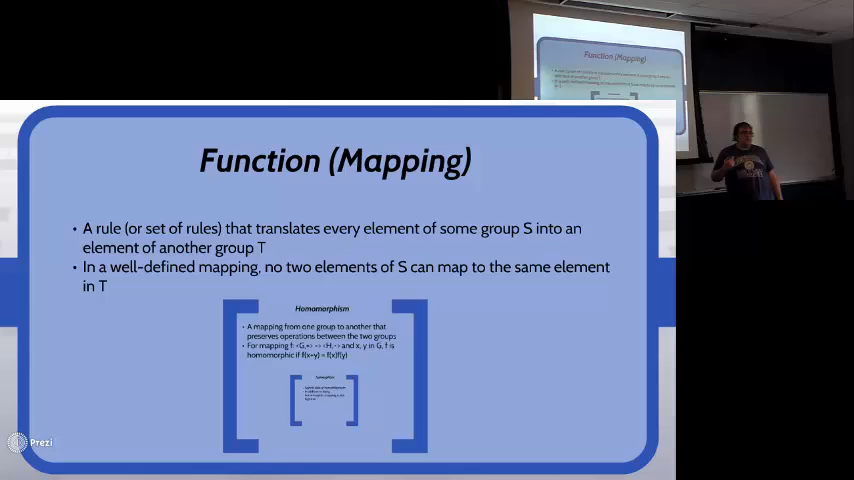 Function (Mapping)
• A rule (or set of rules) that translates every element of some group S into an
element of another group T
• In a well-defined mapping, no two elements of S can map to the same element
in T
Homomorphism
• A mapping from one group to another that
preserves operations between the two groups
• For mapping f: <G,*> -> <H,·> and x, y in G, f is
homomorphic if f(x*y) = f(x)f(y)
Prezi
Function (Mapping)